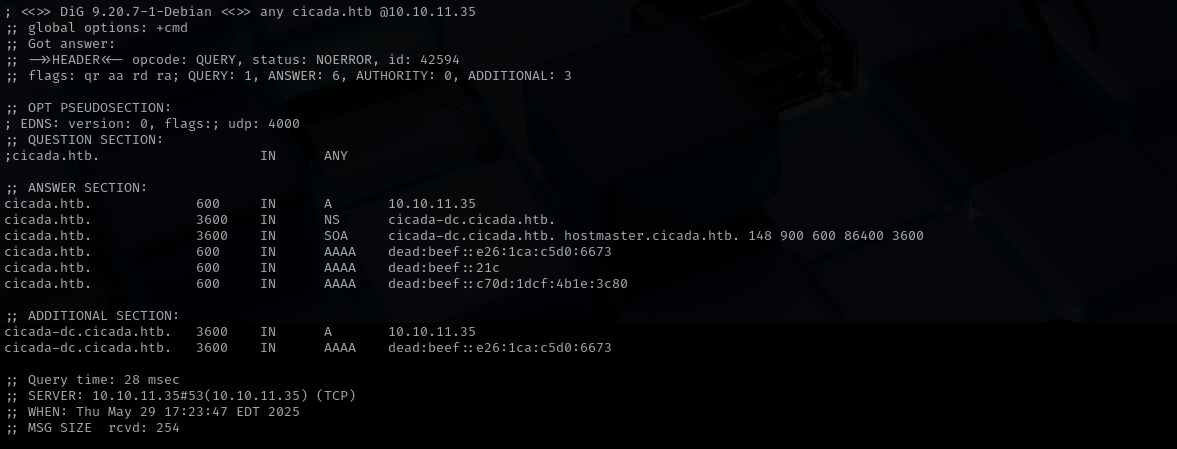 ; <<>> DiG 9.20.7-1-Debian <<>> any cicada.htb @10.10.11.35
;; global options: +cmd
;; Got answer:
;; ->>HEADER<<- opcode: QUERY, status: NOERROR, id: 42594
;; flags: qr aa rd ra; QUERY: 1, ANSWER: 6, AUTHORITY: 0, ADDITIONAL: 3

;; OPT PSEUDOSECTION:
; EDNS: version: 0, flags:; udp: 4000
;; QUESTION SECTION:
;cicada.htb.                    IN      ANY

;; ANSWER SECTION:
cicada.htb.             600     IN      A       10.10.11.35
cicada.htb.             3600    IN      NS      cicada-dc.cicada.htb.
cicada.htb.             3600    IN      SOA     cicada-dc.cicada.htb. hostmaster.cicada.htb. 148 900 600 86400 3600
cicada.htb.             600     IN      AAAA    dead:beef::e26:1ca:c5d0:6673
cicada.htb.             600     IN      AAAA    dead:beef::21c
cicada.htb.             600     IN      AAAA    dead:beef::c70d:1dcf:4b1e:3c80

;; ADDITIONAL SECTION:
cicada-dc.cicada.htb.   3600    IN      A       10.10.11.35
cicada-dc.cicada.htb.   3600    IN      AAAA    dead:beef::e26:1ca:c5d0:6673

;; Query time: 28 msec
;; SERVER: 10.10.11.35#53(10.10.11.35) (TCP)
;; WHEN: Thu May 29 17:23:47 EDT 2025
;; MSG SIZE  rcvd: 254